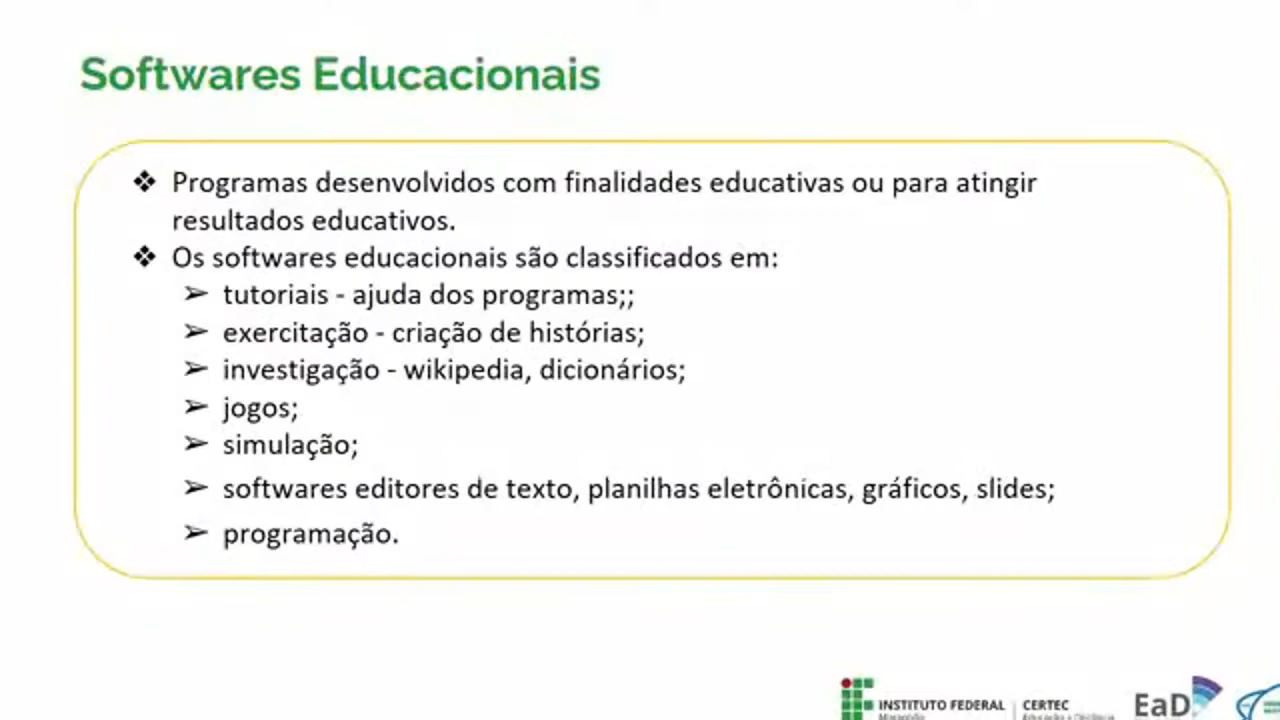 Softwares Educacionais
❖ Programas desenvolvidos com finalidades educativas ou para atingir
resultados educativos.
❖ Os softwares educacionais são classificados em:
➢ tutoriais - ajuda dos programas;;
➢ exercitação - criação de histórias;
➢ investigação - wikipedia, dicionários;
➢ jogos;
➢ simulação;
➢ softwares editores de texto, planilhas eletrônicas, gráficos, slides;
➢ programação.
INSTITUTO FEDERAL
CERTEC
EaD